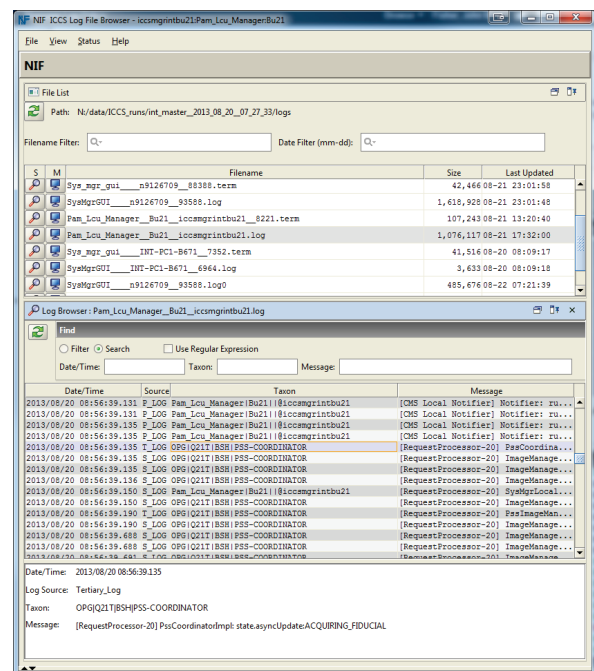 NIF ICCS Log File Browser - iccsmgrintbu21:Pam_Lcu_Manager:Bu21
File View Status Help
NIF
File List
Path: N:/data/ICCS_runs/int_master_2013_08_20__07_27_33/logs
Filename Filter: Date Filter (mm-dd):
S M Filename Size Last Updated
Sys_mgr_gui____n9126709__88388.term 42,466 08-21 23:01:58
SysMgrGUI____n9126709__93588.log 1,618,928 08-21 23:01:48
Pam_Lcu_Manager__Bu21__iccsmgrintbu21__8221.term 107,243 08-21 13:20:40
Pam_Lcu_Manager__Bu21__iccsmgrintbu21.log 1,076,117 08-21 17:32:00
Sys_mgr_gui____INT-PC1-B671__7352.term 41,516 08-20 08:09:17
SysMgrGUI____INT-PC1-B671__6964.log 3,633 08-20 08:09:18
SysMgrGUI____n9126709__93588.log0 485,676 08-22 07:21:39
Log Browser : Pam_Lcu_Manager__Bu21__iccsmgrintbu21.log
Find
Filter Search Use Regular Expression
Date/Time: Taxon: Message:
Date/Time Source Taxon Message
2013/08/20 08:56:39.131 P_LOG Pam_Lcu_Manager|Bu21||@iccsmgrintbu21 [CMS Local Notifier] Notifier: ru...
2013/08/20 08:56:39.131 P_LOG Pam_Lcu_Manager|Bu21||@iccsmgrintbu21 [CMS Local Notifier] Notifier: ru...
2013/08/20 08:56:39.135 P_LOG Pam_Lcu_Manager|Bu21||@iccsmgrintbu21 [CMS Local Notifier] Notifier: ru...
2013/08/20 08:56:39.135 P_LOG Pam_Lcu_Manager|Bu21||@iccsmgrintbu21 [CMS Local Notifier] Notifier: ru...
2013/08/20 08:56:39.135 T_LOG OPG|Q21T|BSH|PSS-COORDINATOR [RequestProcessor-20] PssCoordina...
2013/08/20 08:56:39.135 S_LOG OPG|Q21T|BSH|PSS-COORDINATOR [RequestProcessor-20] ImageManage...
2013/08/20 08:56:39.135 S_LOG OPG|Q21T|BSH|PSS-COORDINATOR [RequestProcessor-20] ImageManage...
2013/08/20 08:56:39.136 S_LOG OPG|Q21T|BSH|PSS-COORDINATOR [RequestProcessor-20] ImageManage...
2013/08/20 08:56:39.150 S_LOG Pam_Lcu_Manager|Bu21||@iccsmgrintbu21 [RequestProcessor-20] SysMgrLocal...
2013/08/20 08:56:39.190 T_LOG OPG|Q21T|BSH|PSS-COORDINATOR [RequestProcessor-20] PssImageMan...
2013/08/20 08:56:39.190 S_LOG OPG|Q21T|BSH|PSS-COORDINATOR [RequestProcessor-20] ImageManage...
2013/08/20 08:56:39.688 S_LOG OPG|Q21T|BSH|PSS-COORDINATOR [RequestProcessor-20] ImageManage...
2013/08/20 08:56:39.688 S_LOG OPG|Q21T|BSH|PSS-COORDINATOR [RequestProcessor-20] ImageManage...
2013/08/20 08:56:39.691 S_LOG OPG|Q21T|BSH|PSS-COORDINATOR [RequestProcessor-20] ImageManage...
Date/Time: 2013/08/20 08:56:39.135
Log Source: Tertiary_Log
Taxon: OPG|Q21T|BSH|PSS-COORDINATOR
Message: [RequestProcessor-20] PssCoordinatorImpl: state.asyncUpdate:ACQUIRING_FIDUCIAL